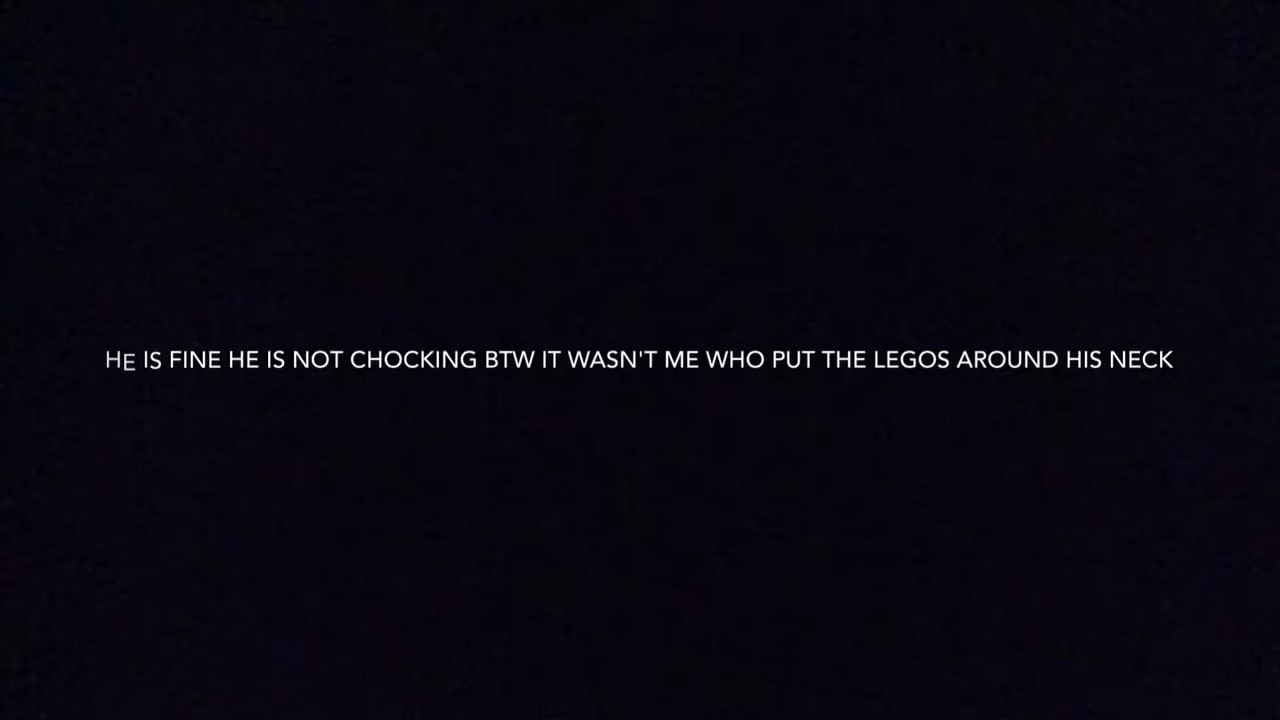 HE IS FINE HE IS NOT CHOCKING BTW IT WASN'T ME WHO PUT THE LEGOS AROUND HIS NECK